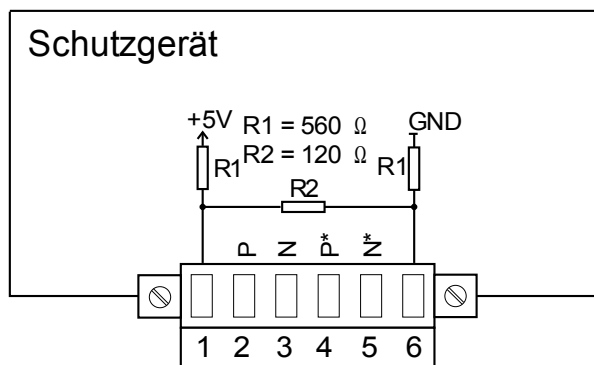 Schutzgerät
+5V R1 = 560 Ω GND
R1 R2 = 120 Ω R1
R2
P N P* N*
1 2 3 4 5 6